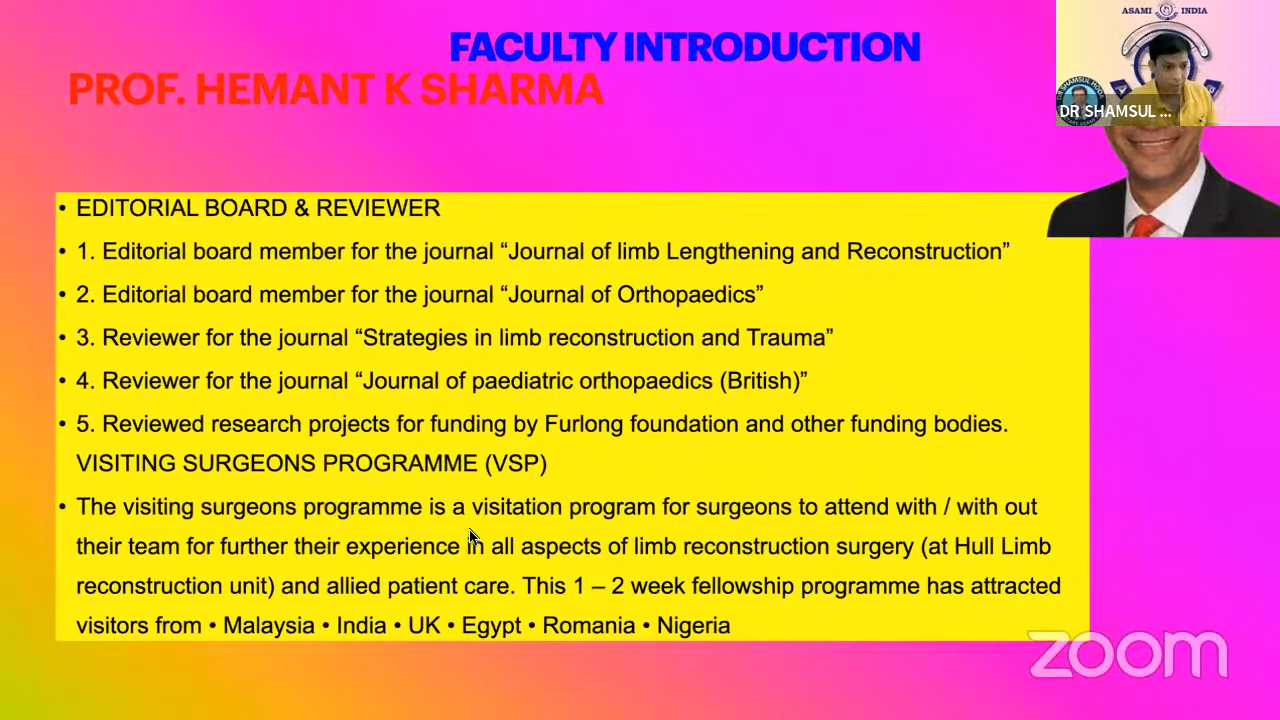 FACULTY INTRODUCTION
PROF. HEMANT K SHARMA
ASAMI INDIA
DR SHAMSUL ...
• EDITORIAL BOARD & REVIEWER
• 1. Editorial board member for the journal “Journal of limb Lengthening and Reconstruction”
• 2. Editorial board member for the journal “Journal of Orthopaedics”
• 3. Reviewer for the journal “Strategies in limb reconstruction and Trauma”
• 4. Reviewer for the journal “Journal of paediatric orthopaedics (British)”
• 5. Reviewed research projects for funding by Furlong foundation and other funding bodies.
VISITING SURGEONS PROGRAMME (VSP)
• The visiting surgeons programme is a visitation program for surgeons to attend with / with out
their team for further their experience in all aspects of limb reconstruction surgery (at Hull Limb
reconstruction unit) and allied patient care. This 1 – 2 week fellowship programme has attracted
visitors from • Malaysia • India • UK • Egypt • Romania • Nigeria
zoom